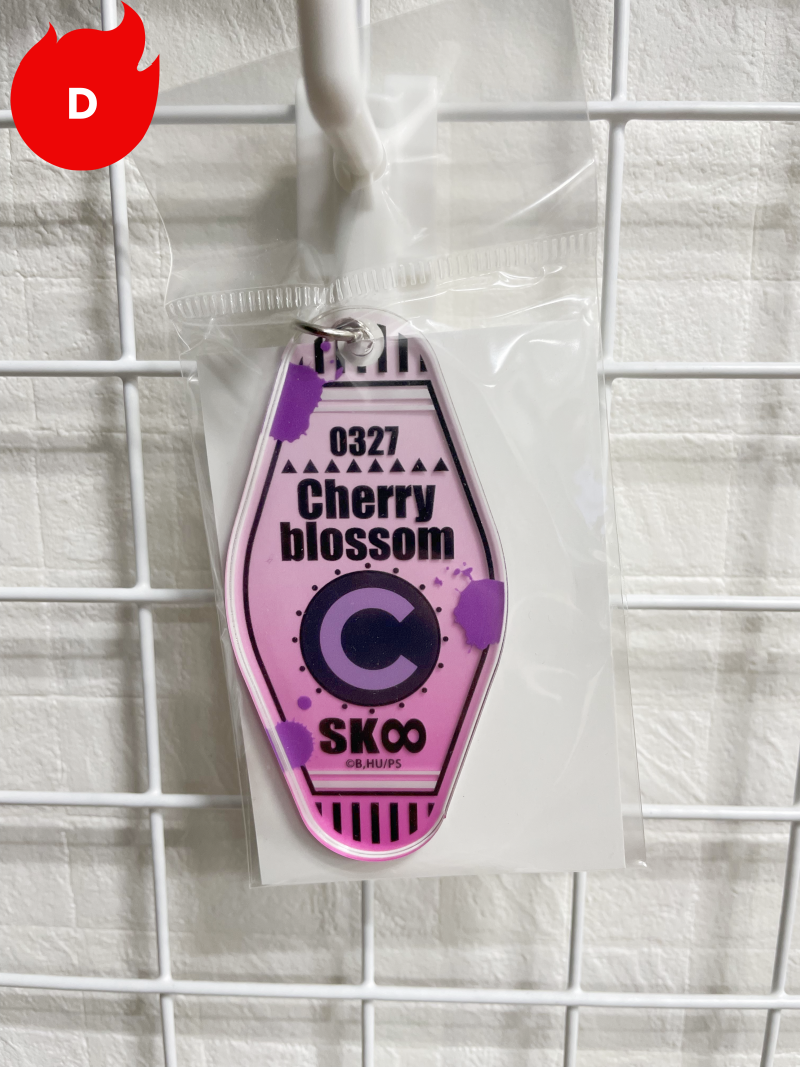 D
0327
Cherry
blossom
C
SK∞
©B,HU/PS